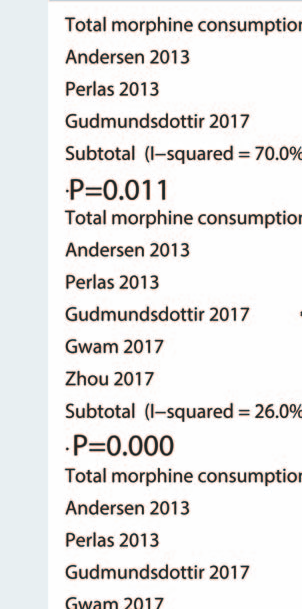 Total morphine consumption
Andersen 2013
Perlas 2013
Gudmundsdottir 2017
Subtotal (I−squared = 70.0%
·P=0.011
Total morphine consumption
Andersen 2013
Perlas 2013
Gudmundsdottir 2017
Gwam 2017
Zhou 2017
Subtotal (I−squared = 26.0%
·P=0.000
Total morphine consumption
Andersen 2013
Perlas 2013
Gudmundsdottir 2017
Gwam 2017